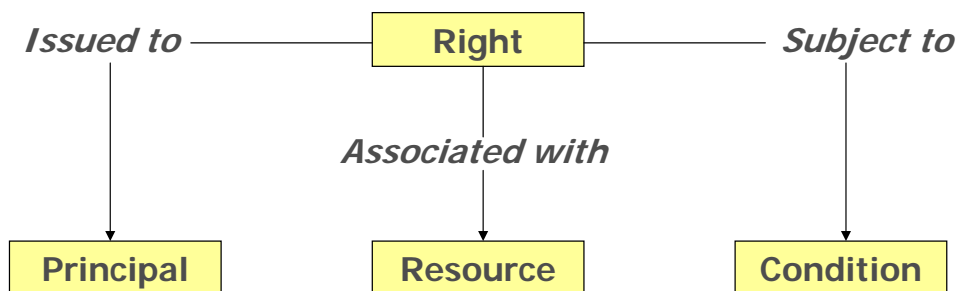 Issued to
Right
Subject to
Associated with
Principal
Resource
Condition